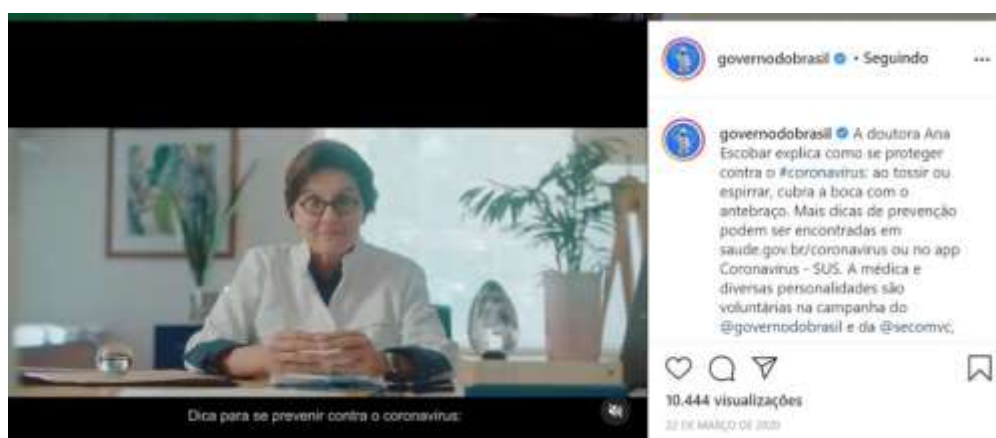 governodobrasil • Seguindo
governodobrasil A doutora Ana
Escobar explica como se proteger
contra o #coronavirus: ao tossir ou
espirrar, cubra a boca com o
antebraço. Mais dicas de prevenção
podem ser encontradas em
saude.gov.br/coronavirus ou no app
Coronavirus - SUS. A médica e
diversas personalidades são
voluntárias na campanha do
@governodobrasil e da @secomvc,
10.444 visualizações
22 DE MARÇO DE 2020
Dica para se prevenir contra o coronavírus: